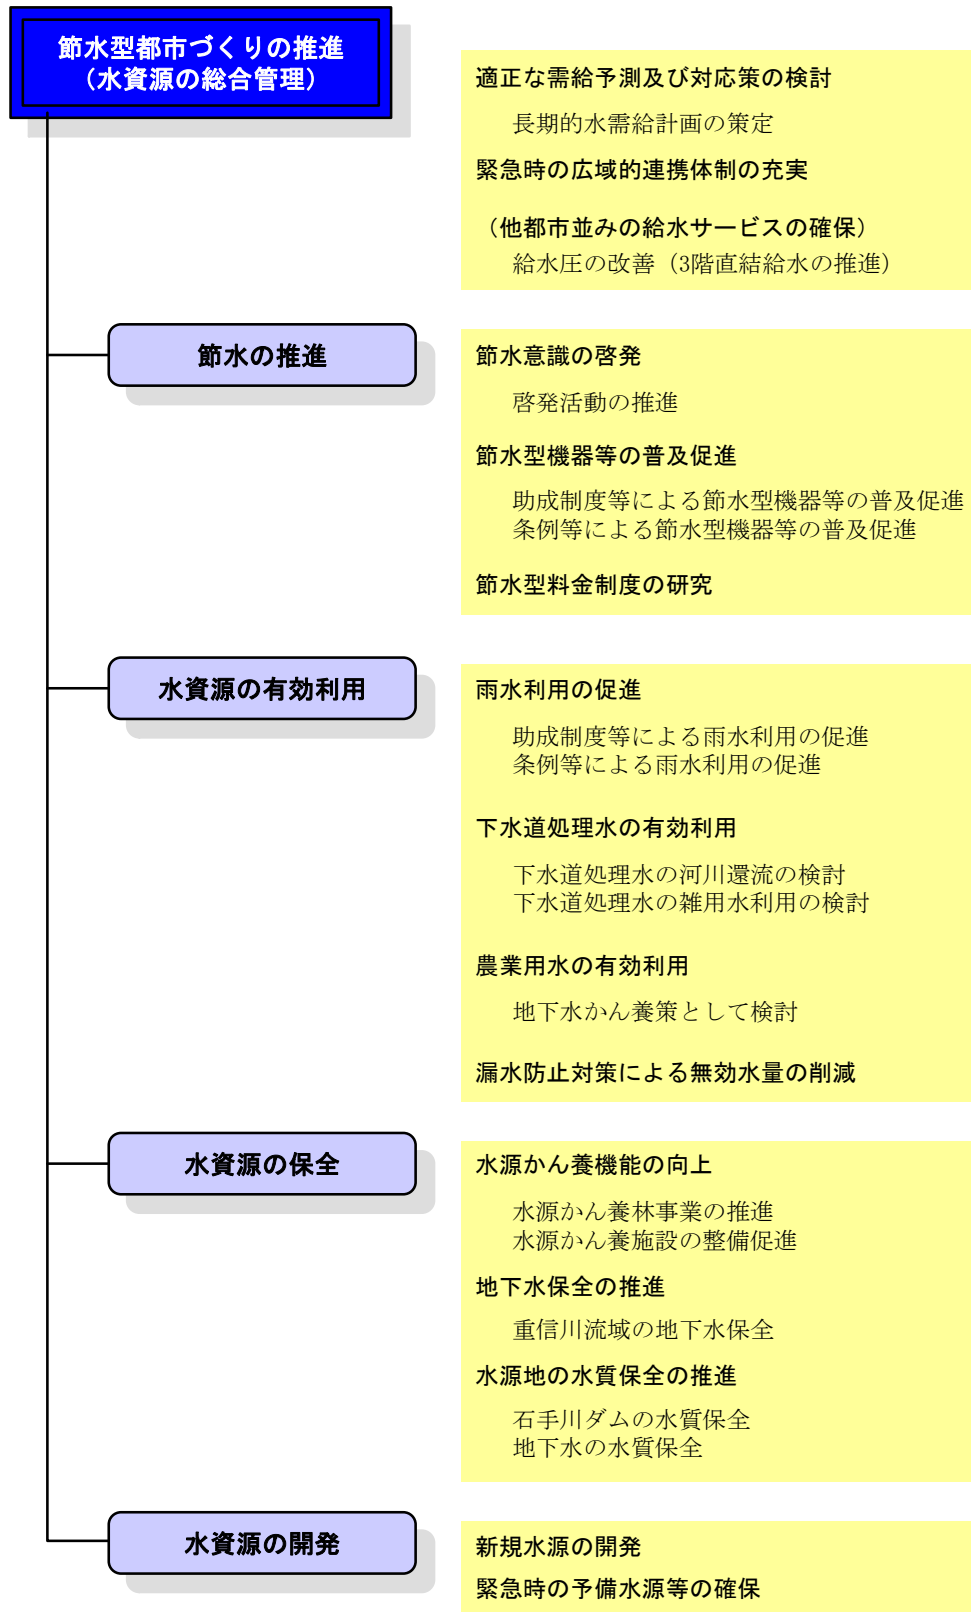 節水型都市づくりの推進
（水資源の総合管理）
適正な需給予測及び対応策の検討
長期的水需給計画の策定
緊急時の広域的連携体制の充実
（他都市並みの給水サービスの確保）
給水圧の改善（3階直結給水の推進）
節水の推進
節水意識の啓発
啓発活動の推進
節水型機器等の普及促進
助成制度等による節水型機器等の普及促進
条例等による節水型機器等の普及促進
節水型料金制度の研究
水資源の有効利用
雨水利用の促進
助成制度等による雨水利用の促進
条例等による雨水利用の促進
下水道処理水の有効利用
下水道処理水の河川還流の検討
下水道処理水の雑用水利用の検討
農業用水の有効利用
地下水かん養策として検討
漏水防止対策による無効水量の削減
水資源の保全
水源かん養機能の向上
水源かん養林事業の推進
水源かん養施設の整備促進
地下水保全の推進
重信川流域の地下水保全
水源地の水質保全の推進
石手川ダムの水質保全
地下水の水質保全
水資源の開発
新規水源の開発
緊急時の予備水源等の確保